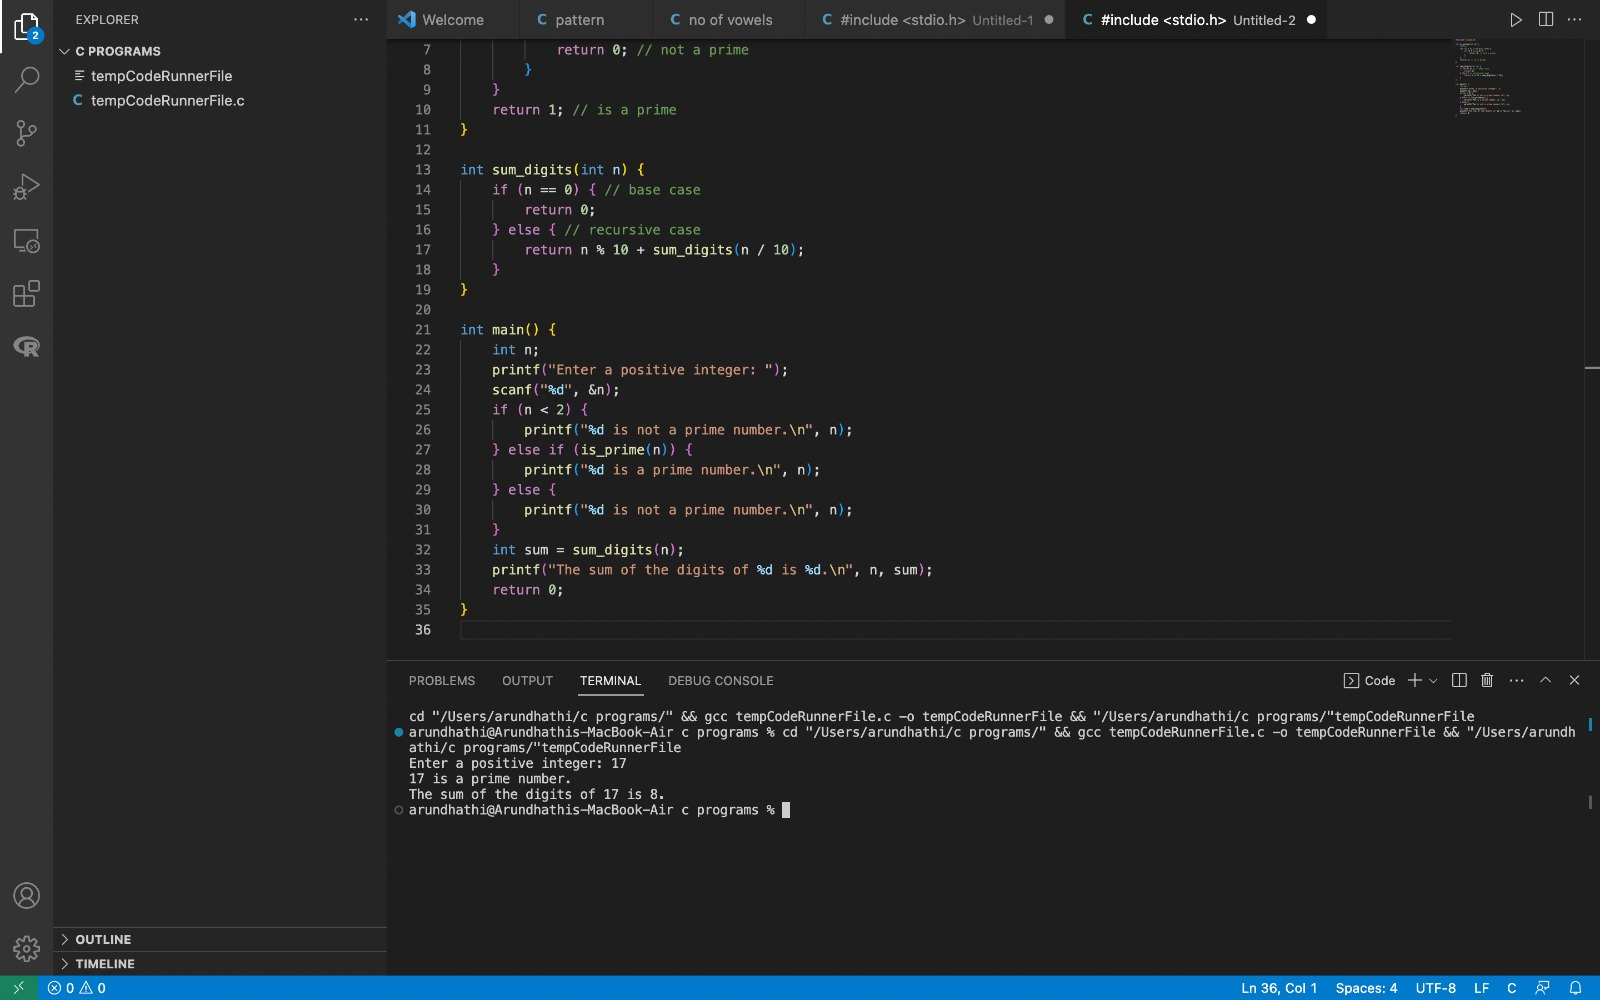 EXPLORER
Welcome
pattern
no of vowels
#include <stdio.h> Untitled-1
#include <stdio.h> Untitled-2
2
C PROGRAMS
tempCodeRunnerFile
C tempCodeRunnerFile.c
7 return 0; // not a prime
8 }
9 }
10 return 1; // is a prime
11 }
12
13 int sum_digits(int n) {
14 if (n == 0) { // base case
15 return 0;
16 } else { // recursive case
17 return n % 10 + sum_digits(n / 10);
18 }
19 }
20
21 int main() {
22 int n;
23 printf("Enter a positive integer: ");
24 scanf("%d", &n);
25 if (n < 2) {
26 printf("%d is not a prime number.\n", n);
27 } else if (is_prime(n)) {
28 printf("%d is a prime number.\n", n);
29 } else {
30 printf("%d is not a prime number.\n", n);
31 }
32 int sum = sum_digits(n);
33 printf("The sum of the digits of %d is %d.\n", n, sum);
34 return 0;
35 }
36
PROBLEMS OUTPUT TERMINAL DEBUG CONSOLE
Code
cd "/Users/arundhathi/c programs/" && gcc tempCodeRunnerFile.c -o tempCodeRunnerFile && "/Users/arundhathi/c programs/"tempCodeRunnerFile
arundhathi@Arundhathis-MacBook-Air c programs % cd "/Users/arundhathi/c programs/" && gcc tempCodeRunnerFile.c -o tempCodeRunnerFile && "/Users/arundh
athi/c programs/"tempCodeRunnerFile
Enter a positive integer: 17
17 is a prime number.
The sum of the digits of 17 is 8.
arundhathi@Arundhathis-MacBook-Air c programs %
OUTLINE
TIMELINE
0 0
Ln 36, Col 1 Spaces: 4 UTF-8 LF C